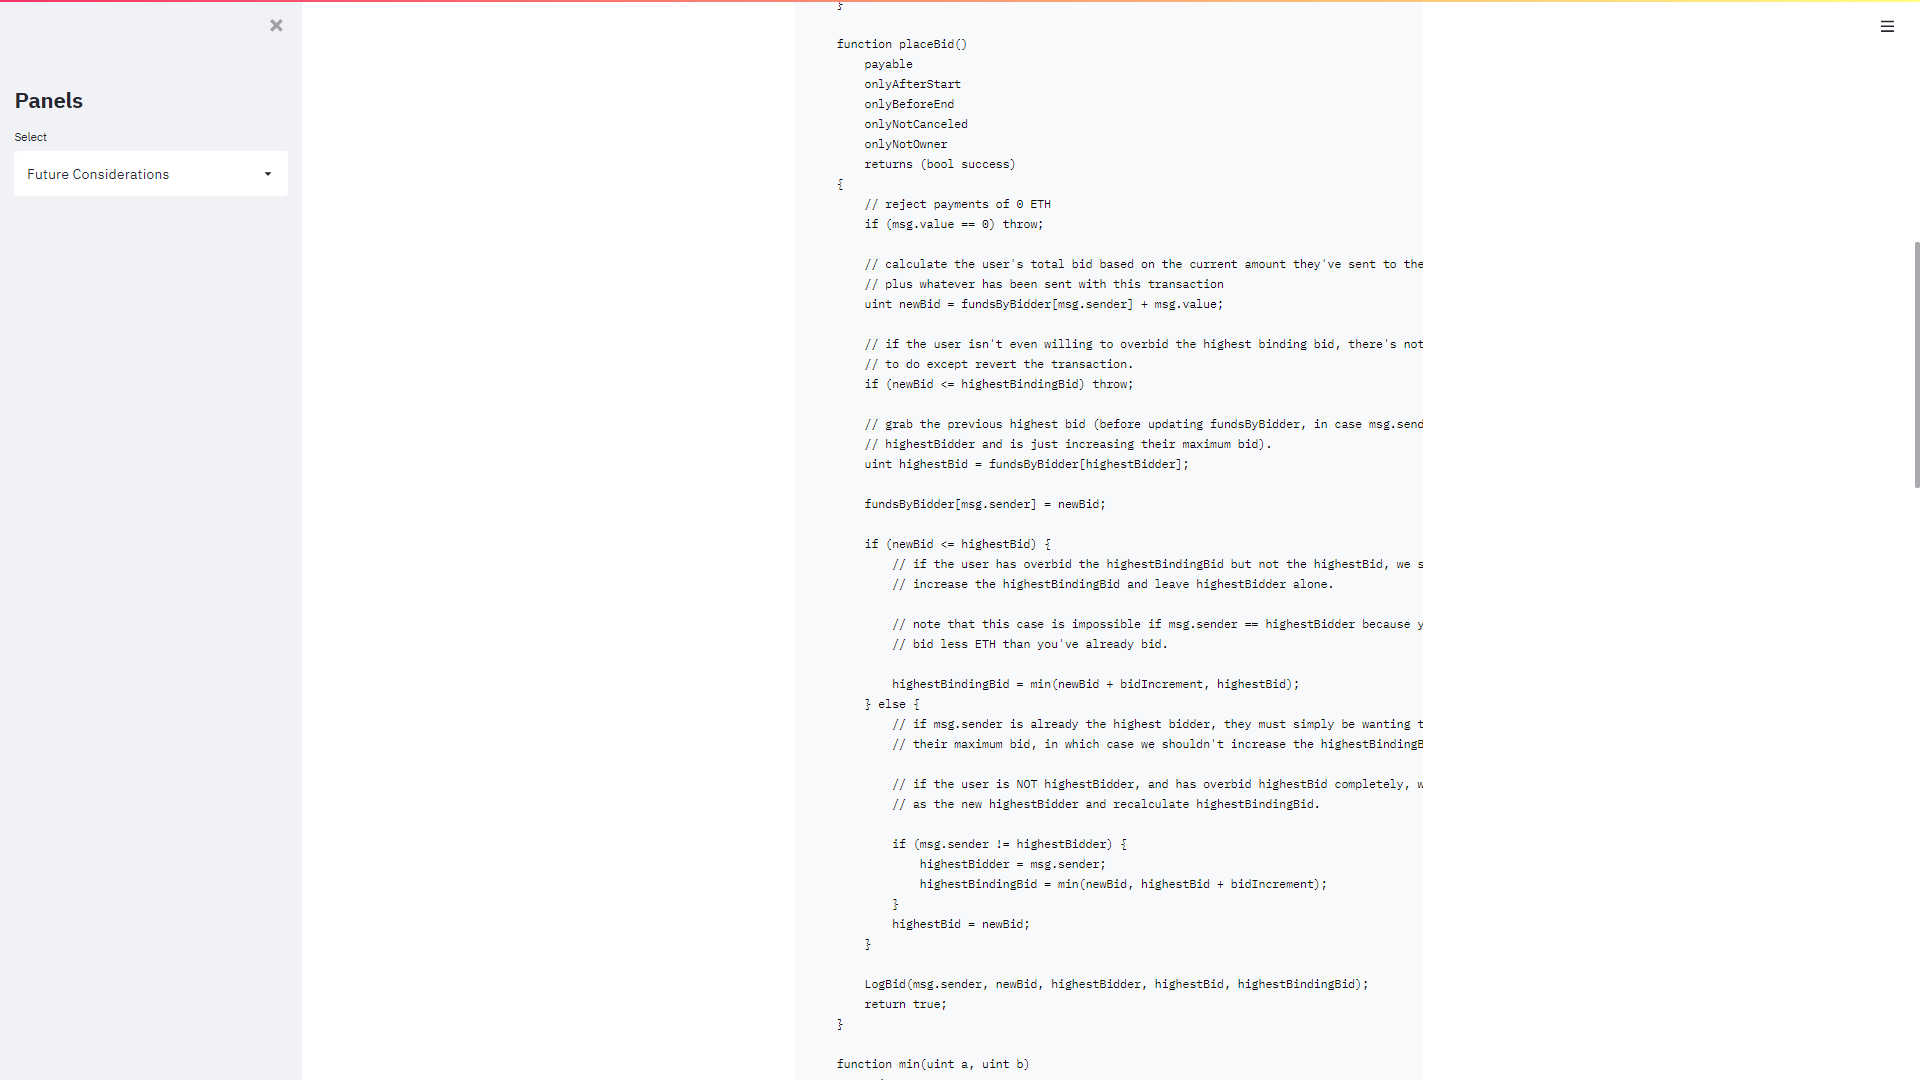 Panels
Select
Future Considerations
}
function placeBid()
payable
onlyAfterStart
onlyBeforeEnd
onlyNotCanceled
onlyNotOwner
returns (bool success)
{
// reject payments of 0 ETH
if (msg.value == 0) throw;
// calculate the user's total bid based on the current amount they've sent to the
// plus whatever has been sent with this transaction
uint newBid = fundsByBidder[msg.sender] + msg.value;
// if the user isn't even willing to overbid the highest binding bid, there's not
// to do except revert the transaction.
if (newBid <= highestBindingBid) throw;
// grab the previous highest bid (before updating fundsByBidder, in case msg.send
// highestBidder and is just increasing their maximum bid).
uint highestBid = fundsByBidder[highestBidder];
fundsByBidder[msg.sender] = newBid;
if (newBid <= highestBid) {
// if the user has overbid the highestBindingBid but not the highestBid, we s
// increase the highestBindingBid and leave highestBidder alone.
// note that this case is impossible if msg.sender == highestBidder because y
// bid less ETH than you've already bid.
highestBindingBid = min(newBid + bidIncrement, highestBid);
} else {
// if msg.sender is already the highest bidder, they must simply be wanting t
// their maximum bid, in which case we shouldn't increase the highestBindingB
// if the user is NOT highestBidder, and has overbid highestBid completely, w
// as the new highestBidder and recalculate highestBindingBid.
if (msg.sender != highestBidder) {
highestBidder = msg.sender;
highestBindingBid = min(newBid, highestBid + bidIncrement);
}
highestBid = newBid;
}
LogBid(msg.sender, newBid, highestBidder, highestBid, highestBindingBid);
return true;
}
function min(uint a, uint b)